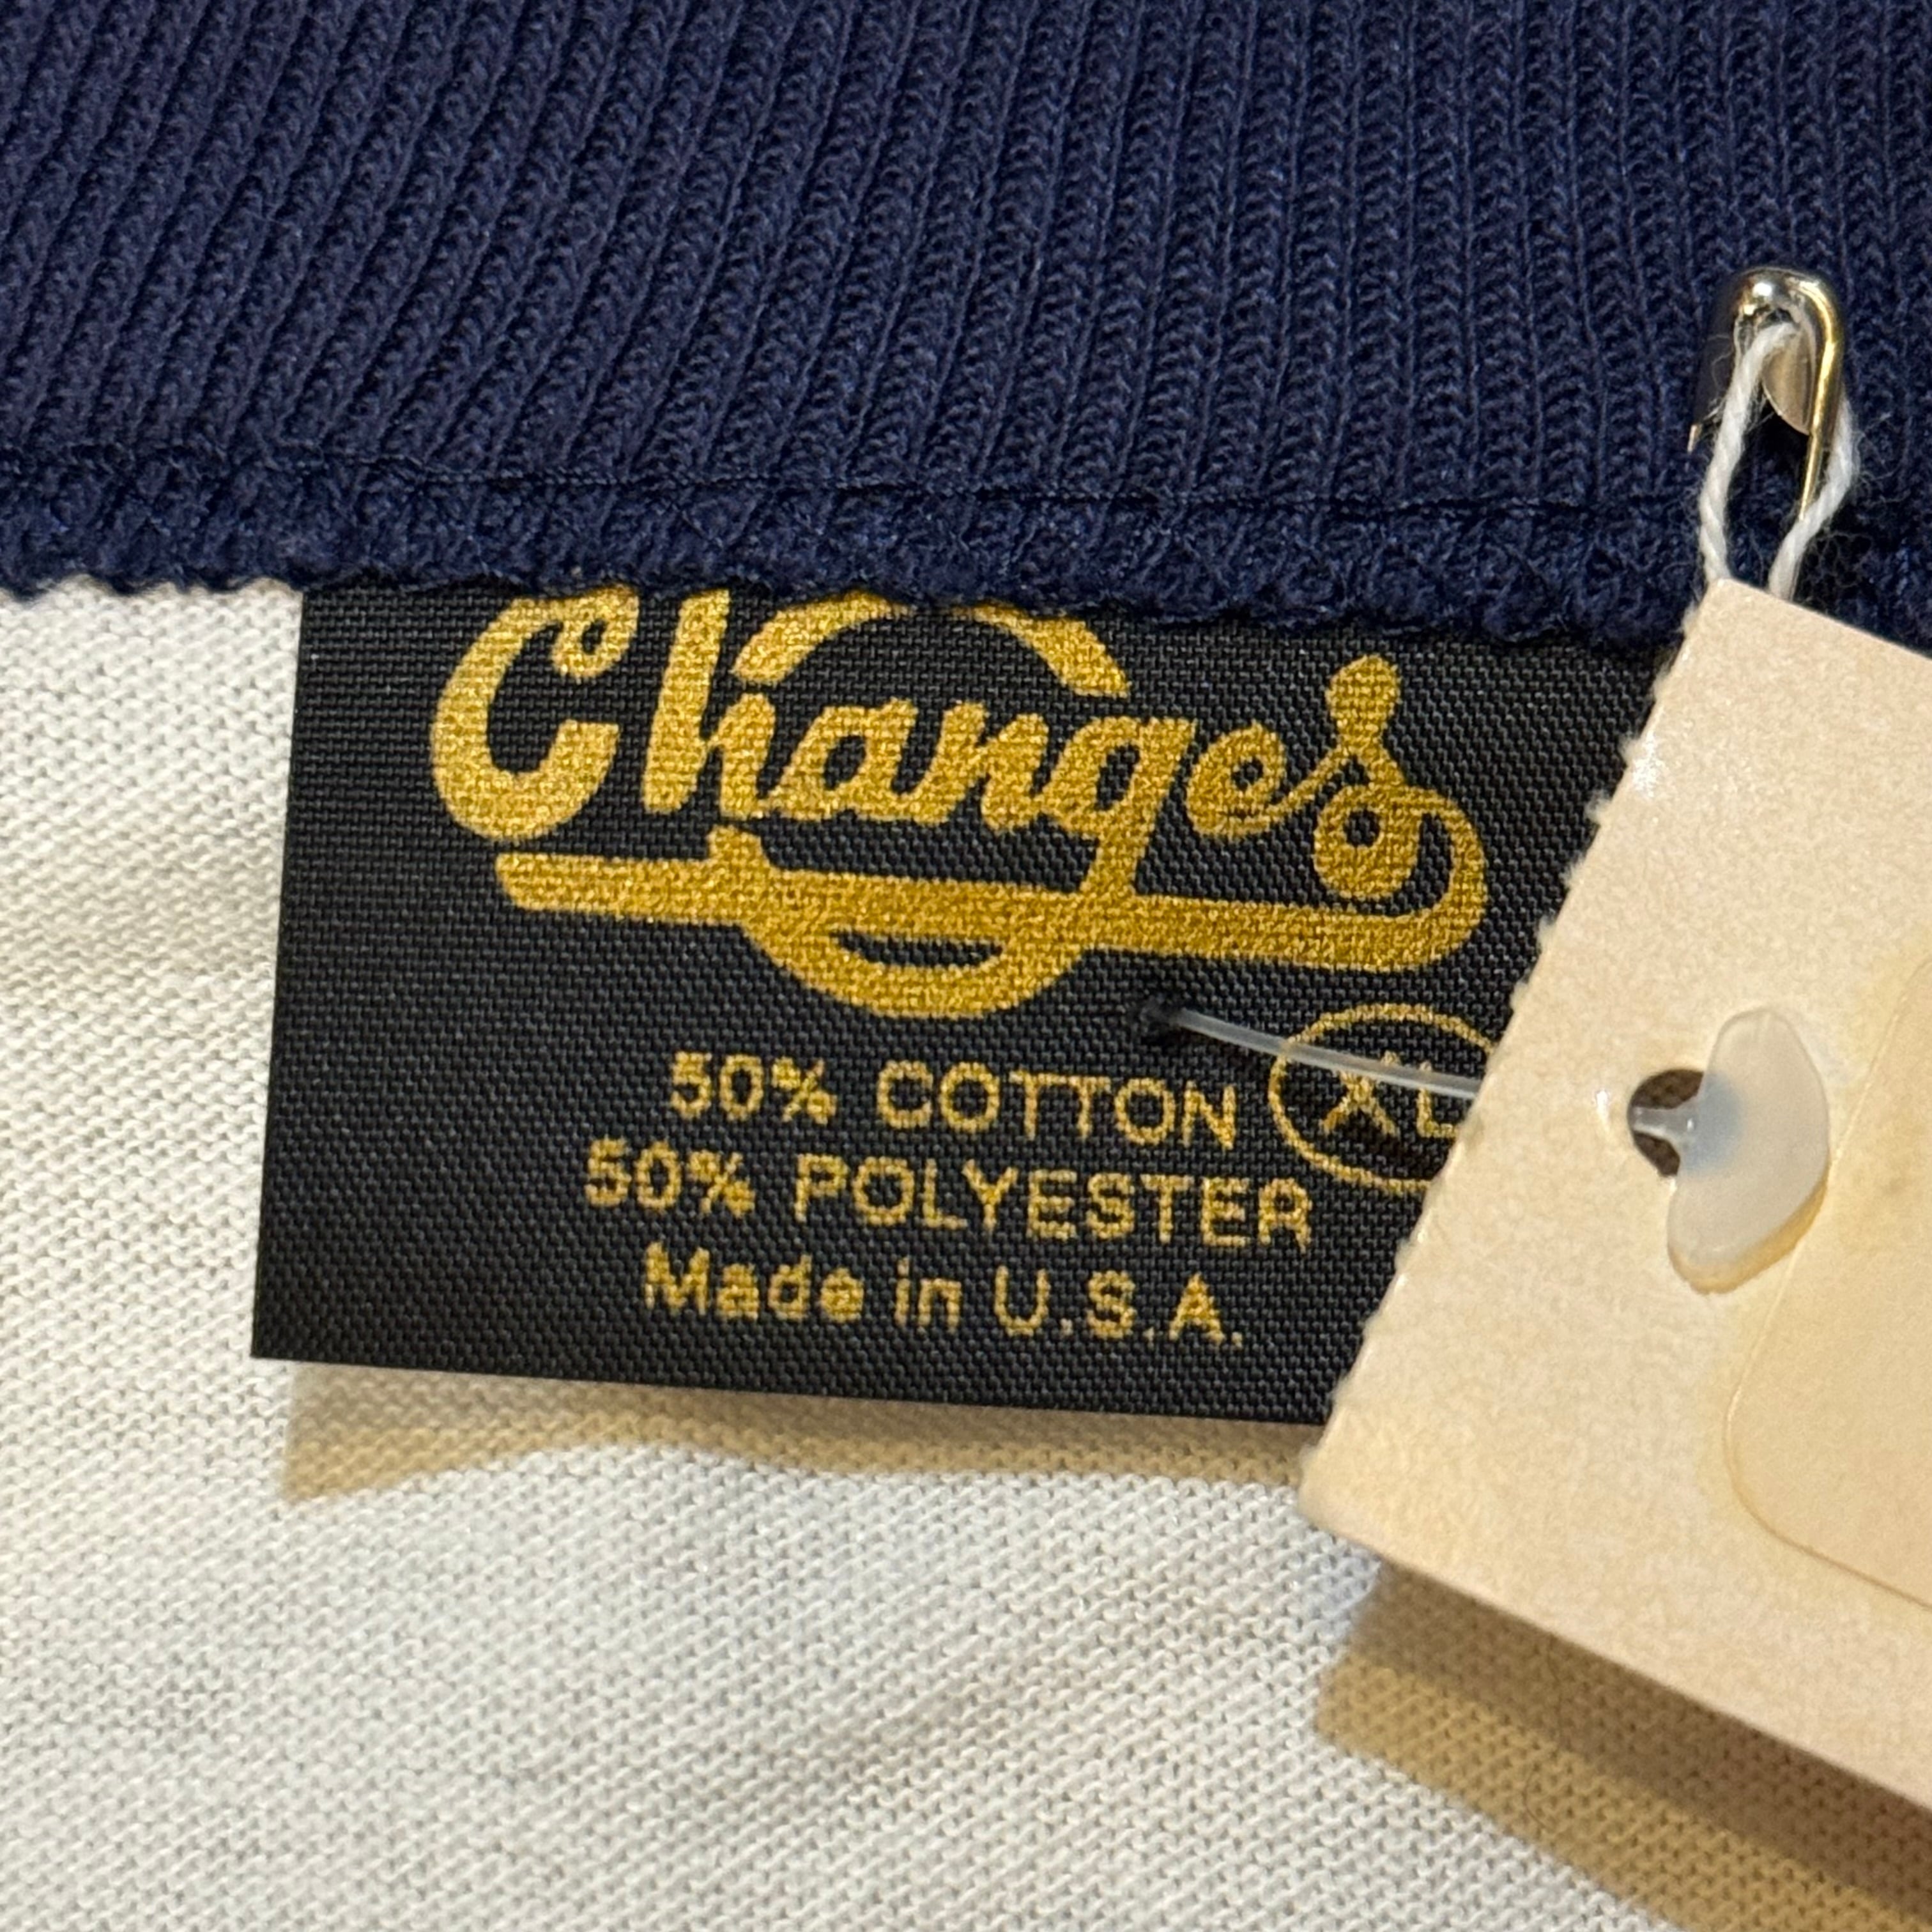 Changes
50% COTTON XL
50% POLYESTER
Made in U.S.A.